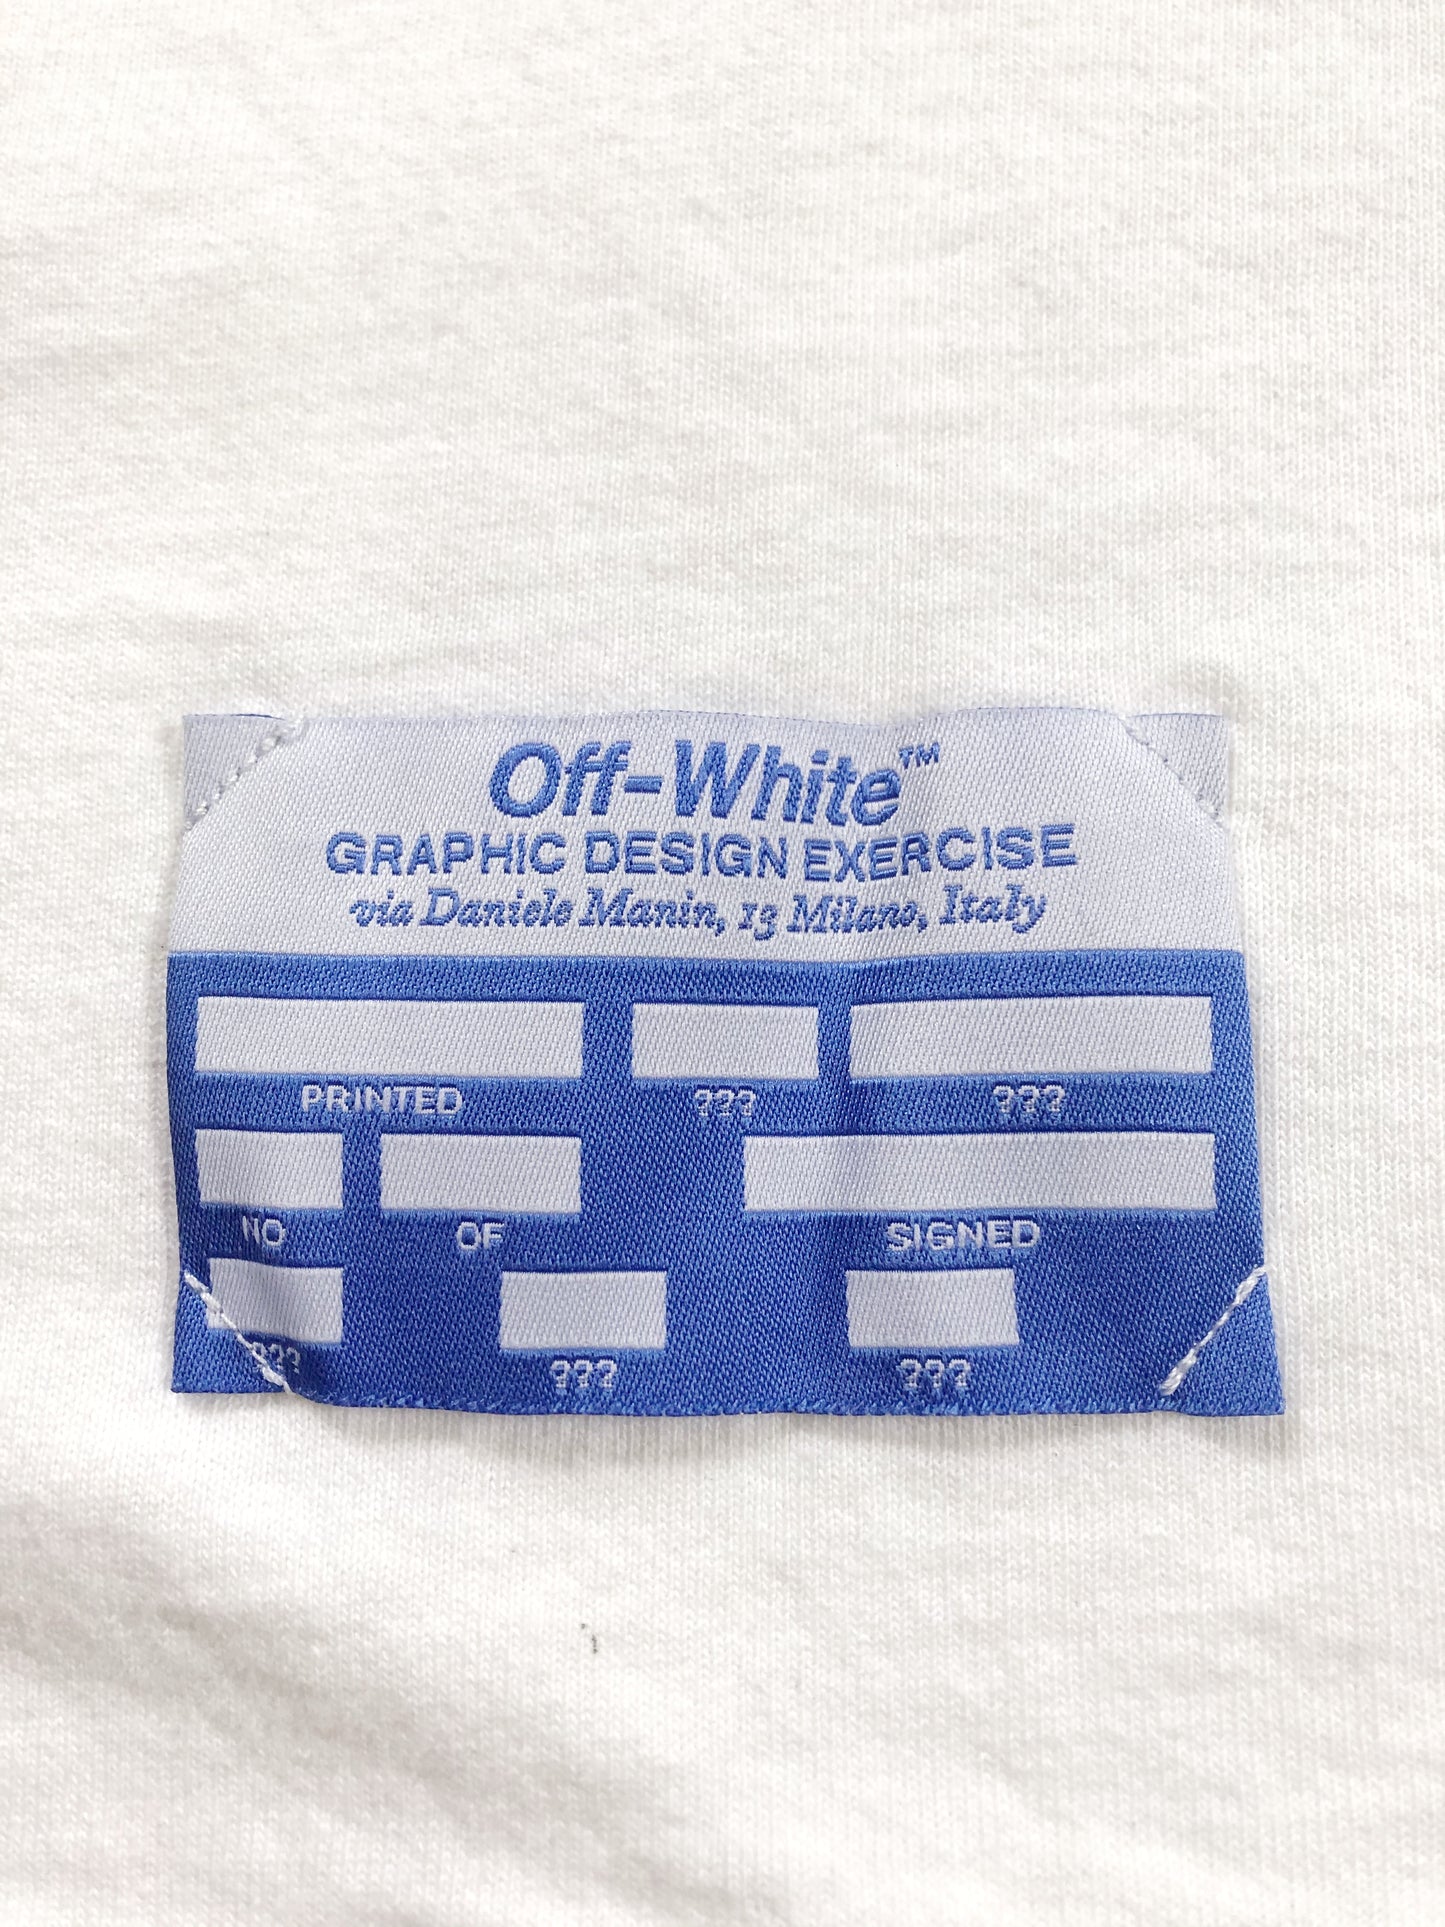 Off-White™
GRAPHIC DESIGN EXERCISE
via Daniele Manin, 13 Milano, Italy
PRINTED ??? ???
NO OF SIGNED
??? ??? ???